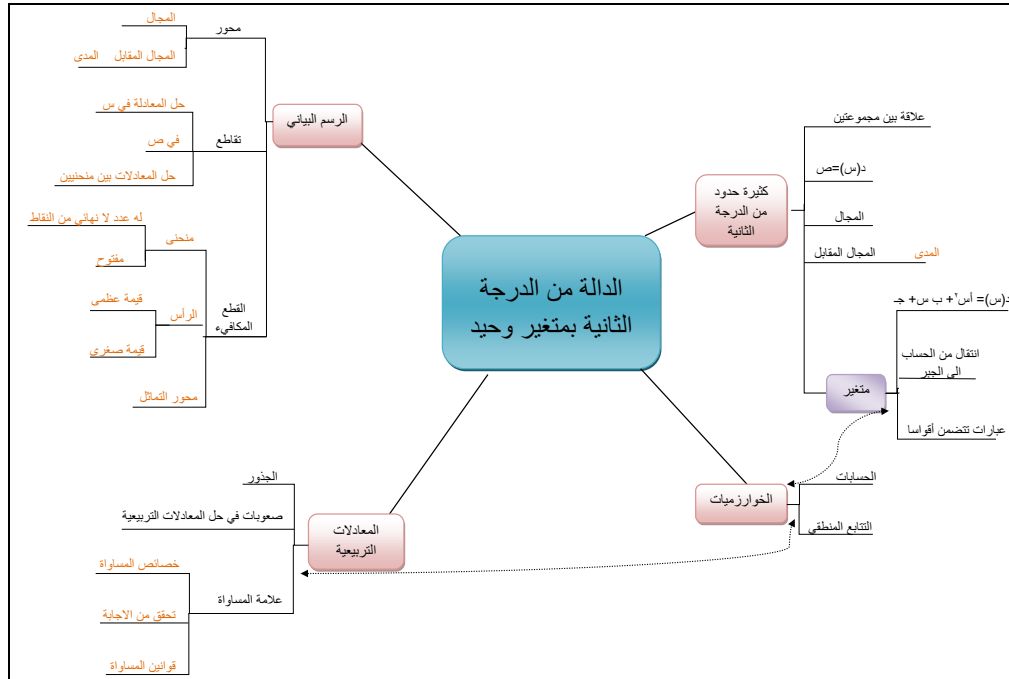 الدالة من الدرجة
الثانية بمتغير وحيد
كثيرة حدود
من الدرجة
الثانية
علاقة بين مجموعتين
د(س)=ص
المجال
المجال المقابل
المدى
متغير
د(س)= أس٢+ ب س+ جـ
انتقال من الحساب
الى الجبر
عبارات تتضمن أقواسا
الخوارزميات
الحسابات
التتابع المنطقي
المعادلات
التربيعية
الجذور
صعوبات في حل المعادلات التربيعية
علامة المساواة
خصائص المساواة
تحقق من الاجابة
قوانين المساواة
الرسم البياني
محور
المجال
المجال المقابل
المدى
تقاطع
حل المعادلة في س
في ص
حل المعادلات بين منحنيين
القطع
المكافيء
منحنى
له عدد لا نهائي من النقاط
مفتوح
الرأس
قيمة عظمى
قيمة صغرى
محور التماثل